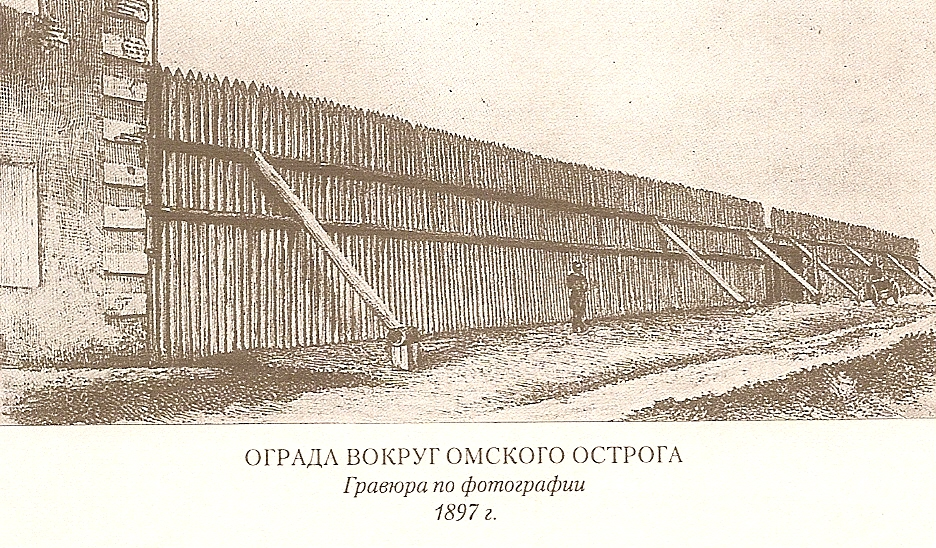 ОГРАДА ВОКРУГ ОМСКОГО ОСТРОГА
Гравюра по фотографии
1897 г.